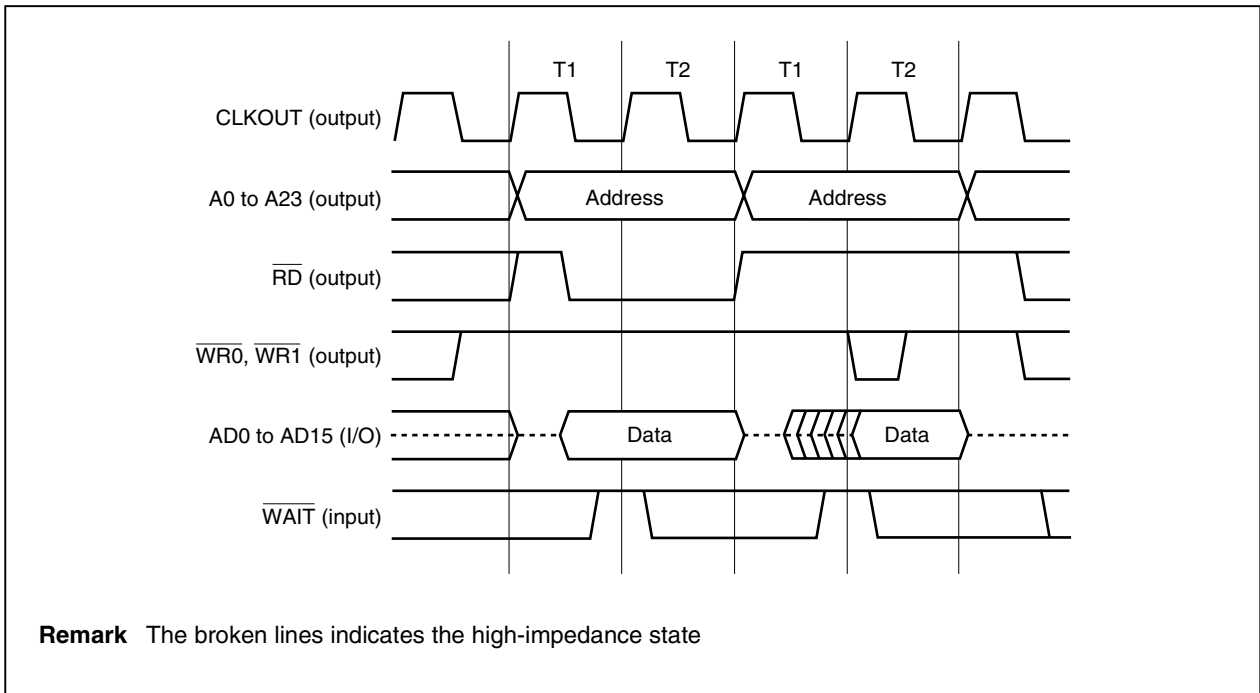 T1 T2 T1 T2
CLKOUT (output)
A0 to A23 (output) Address Address
RD (output)
WR0, WR1 (output)
AD0 to AD15 (I/O) Data Data
WAIT (input)
Remark The broken lines indicates the high-impedance state